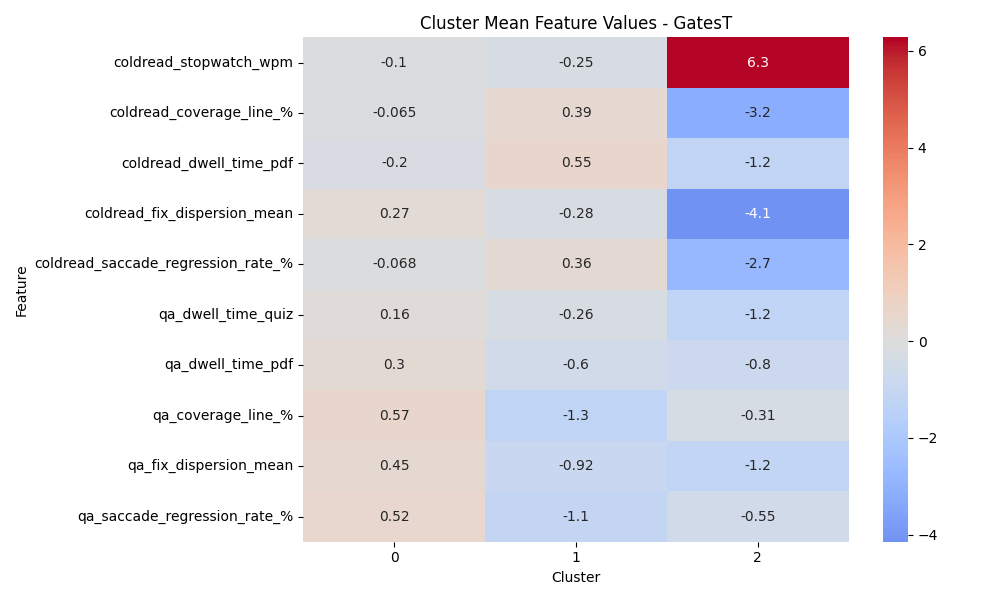 Cluster Mean Feature Values - GatesT
coldread_stopwatch_wpm -0.1 -0.25 6.3
coldread_coverage_line_% -0.065 0.39 -3.2
coldread_dwell_time_pdf -0.2 0.55 -1.2
coldread_fix_dispersion_mean 0.27 -0.28 -4.1
coldread_saccade_regression_rate_% -0.068 0.36 -2.7
qa_dwell_time_quiz 0.16 -0.26 -1.2
qa_dwell_time_pdf 0.3 -0.6 -0.8
qa_coverage_line_% 0.57 -1.3 -0.31
qa_fix_dispersion_mean 0.45 -0.92 -1.2
qa_saccade_regression_rate_% 0.52 -1.1 -0.55
0 1 2
Cluster
Feature
6
4
2
0
−2
−4